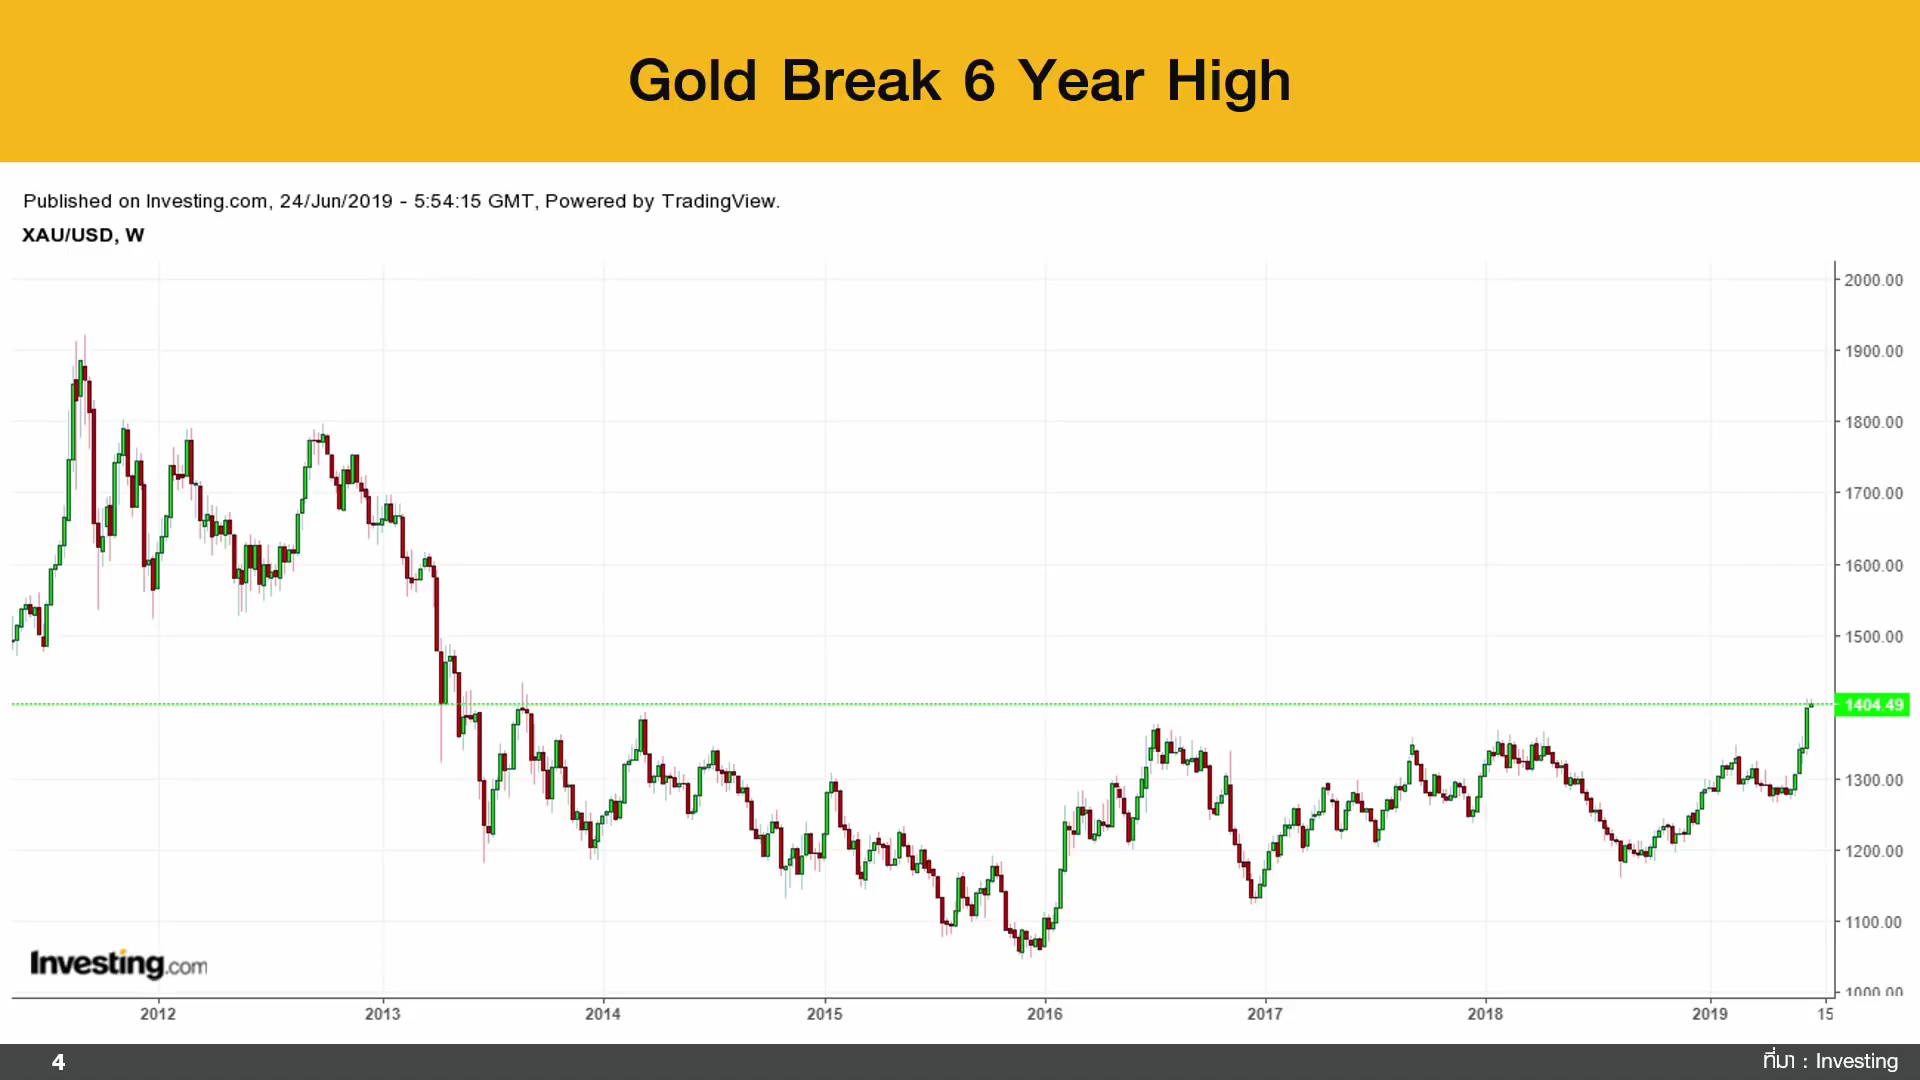 Gold Break 6 Year High
Published on Investing.com, 24/Jun/2019 - 5:54:15 GMT, Powered by TradingView.
XAU/USD, W
2000.00
1900.00
1800.00
1700.00
1600.00
1500.00
1404.49
1300.00
1200.00
1100.00
1000.00
Investing.com
2012 2013 2014 2015 2016 2017 2018 2019 15
4
ที่มา : Investing